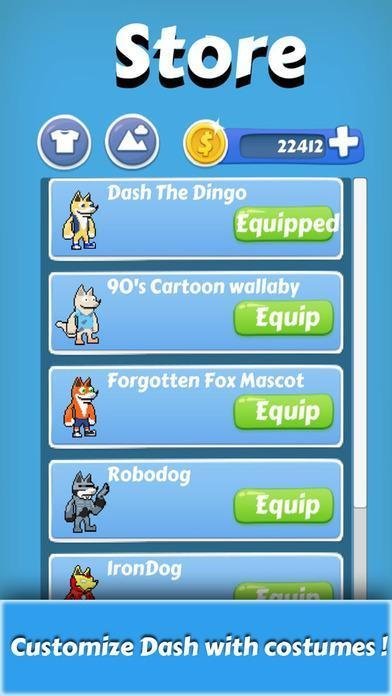 Store
22412
Dash The Dingo
Equipped
90's Cartoon wallaby
Equip
Forgotten Fox Mascot
Equip
Robodog
Equip
IronDog
Equip
Customize Dash with costumes !